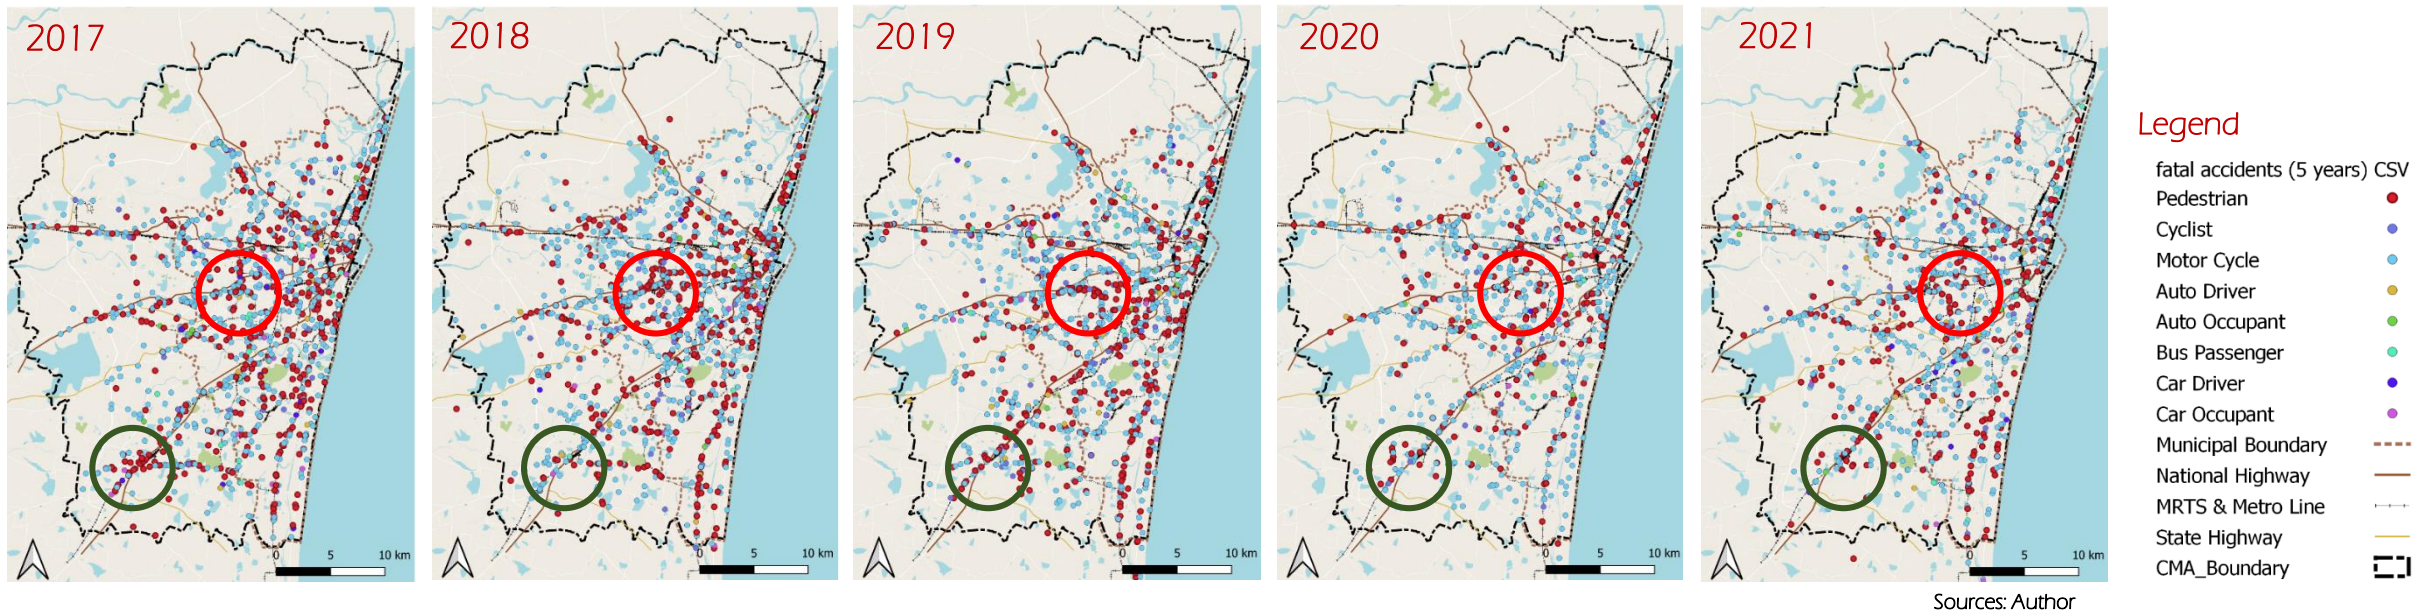 2017
2018
2019
2020
2021
0 5 10 km
0 5 10 km
0 5 10 km
0 5 10 km
0 5 10 km
Legend
fatal accidents (5 years) CSV
Pedestrian
Cyclist
Motor Cycle
Auto Driver
Auto Occupant
Bus Passenger
Car Driver
Car Occupant
Municipal Boundary
National Highway
MRTS & Metro Line
State Highway
CMA_Boundary
Sources: Author